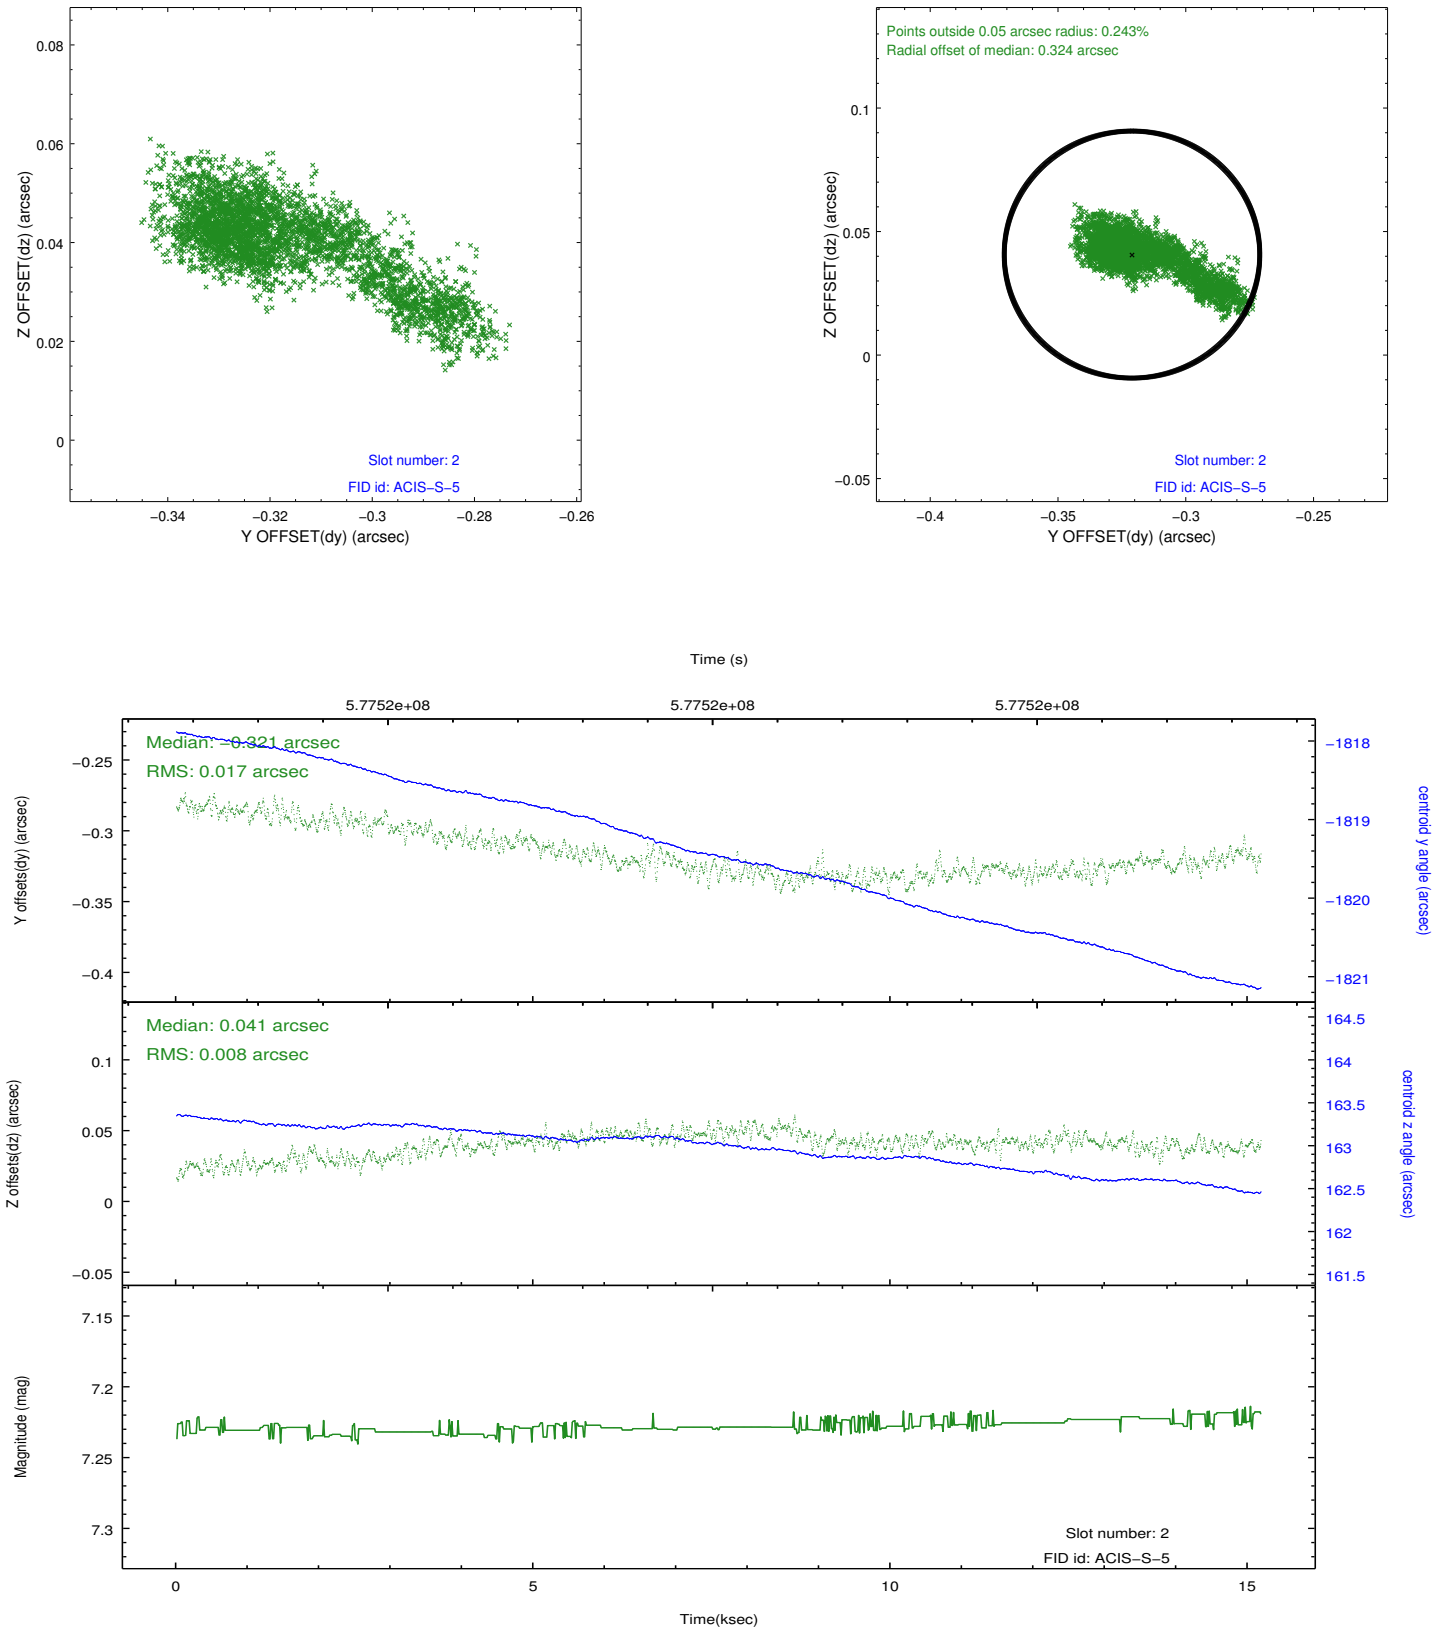 0.08
0.06
0.04
0.02
0
Z OFFSET(dz) (arcsec)
Slot number: 2
FID id: ACIS−S−5
−0.34
−0.32
−0.3
−0.28
−0.26
Y OFFSET(dy) (arcsec)
Points outside 0.05 arcsec radius: 0.243%
Radial offset of median: 0.324 arcsec
0.1
0.05
0
−0.05
Z OFFSET(dz) (arcsec)
Slot number: 2
FID id: ACIS−S−5
−0.4
−0.35
−0.3
−0.25
Y OFFSET(dy) (arcsec)
Time (s)
5.7752e+08
5.7752e+08
5.7752e+08
Median: −0.321 arcsec
RMS: 0.017 arcsec
−0.25
−0.3
−0.35
−0.4
Y offsets(dy) (arcsec)
−1818
−1819
−1820
−1821
centroid y angle (arcsec)
Median: 0.041 arcsec
RMS: 0.008 arcsec
0.1
0.05
0
−0.05
Z offsets(dz) (arcsec)
164.5
164
163.5
163
162.5
162
161.5
centroid z angle (arcsec)
7.15
7.2
7.25
7.3
Magnitude (mag)
Slot number: 2
FID id: ACIS−S−5
0
5
10
15
Time(ksec)